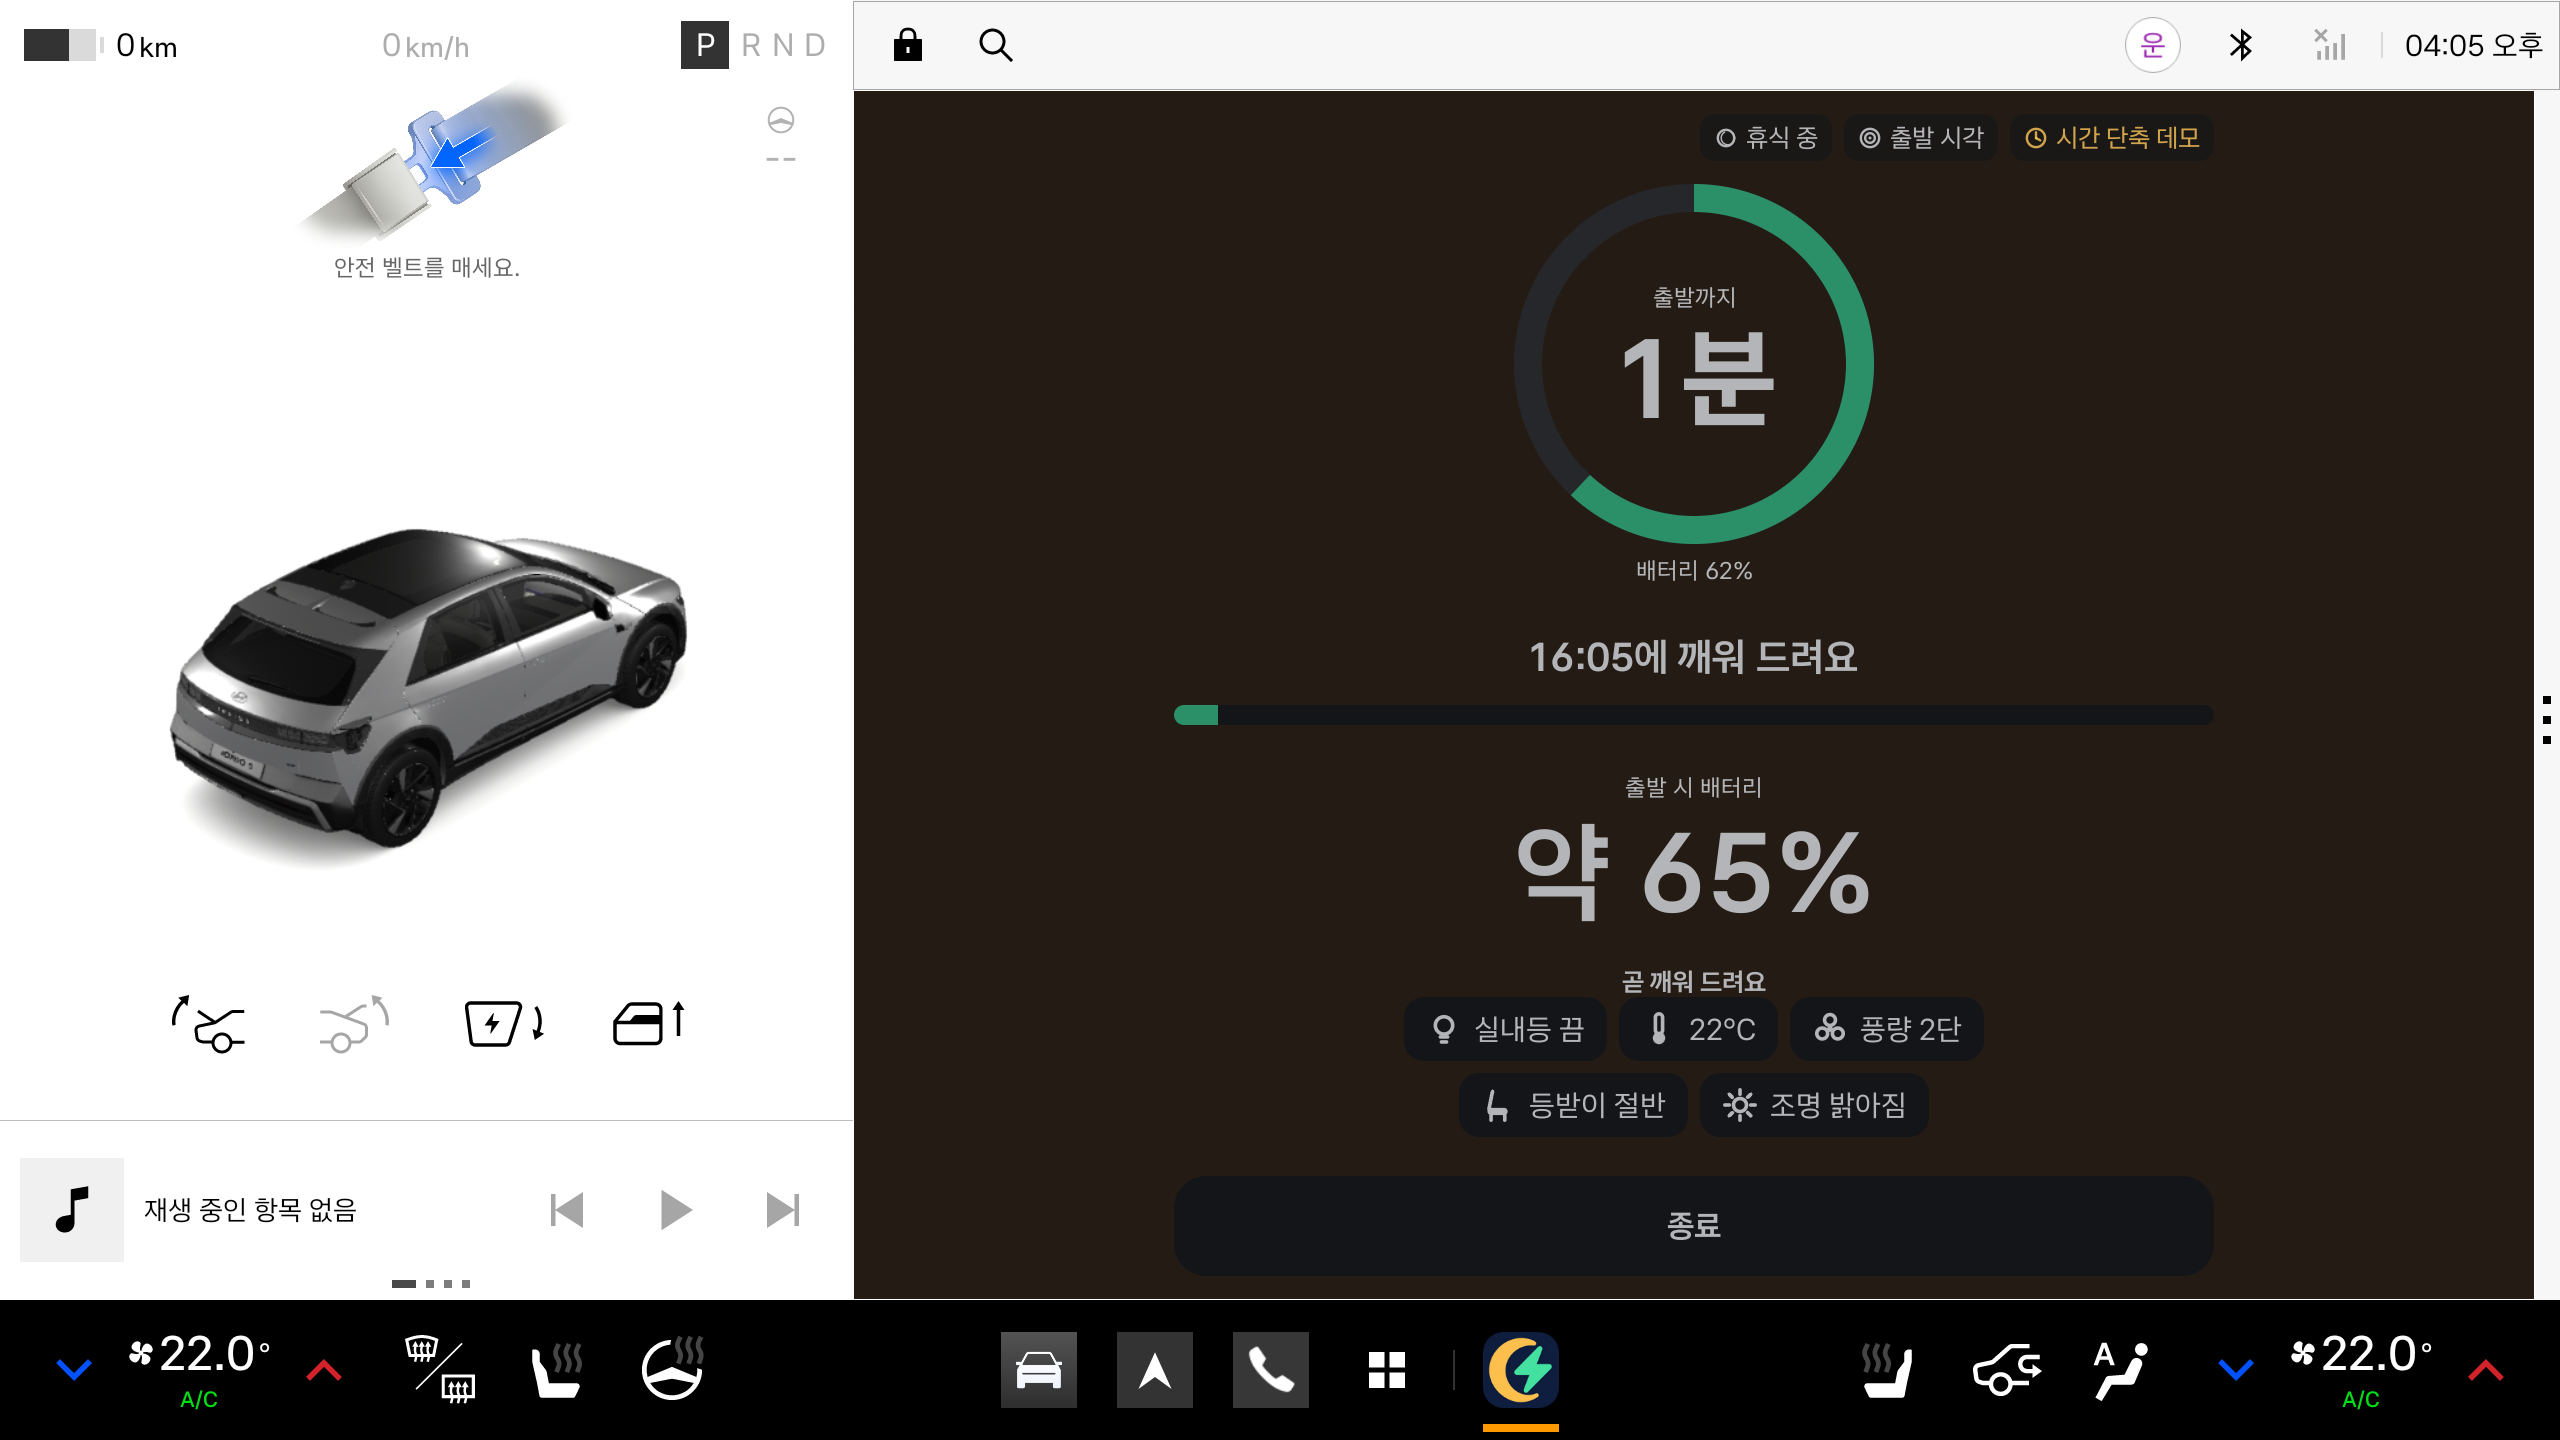 0 km
0 km/h
P R N D
운
04:05 오후
안전 벨트를 매세요.
--
휴식 중
출발 시각
시간 단축 데모
출발까지
1분
배터리 62%
16:05에 깨워 드려요
출발 시 배터리
약 65%
곧 깨워 드려요
실내등 끔
22°C
풍량 2단
등받이 절반
조명 밝아짐
종료
IONIQ 5
재생 중인 항목 없음
22.0°
A/C
A
22.0°
A/C